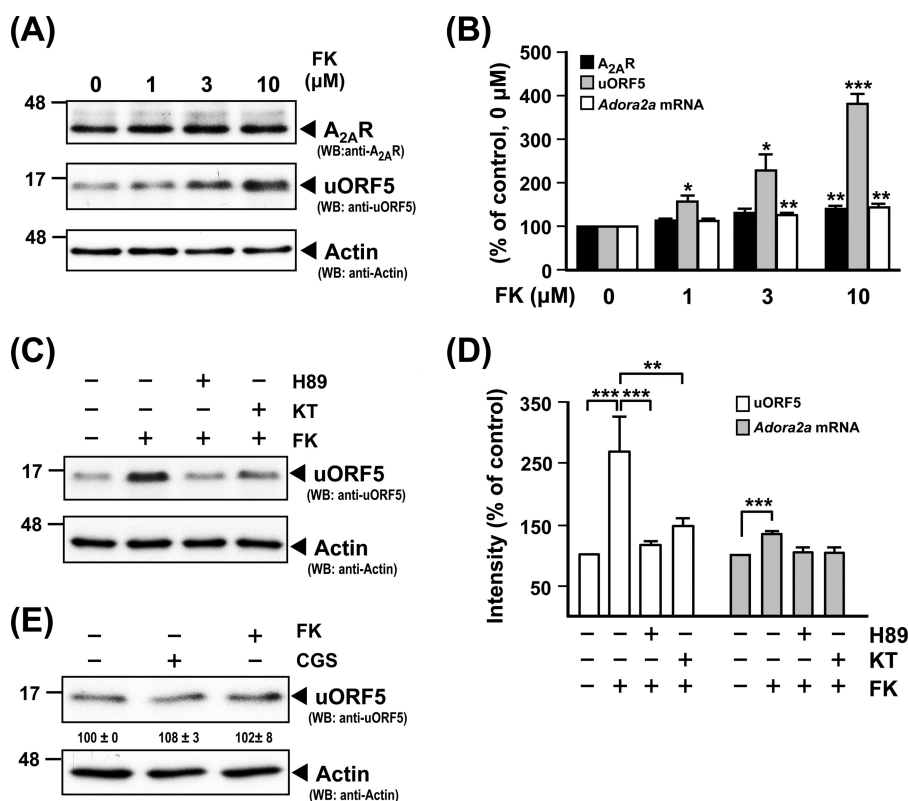 (A)
FK
(µM)
0 1 3 10
48
A2AR
(WB:anti-A2AR)
17
uORF5
(WB: anti-uORF5)
48
Actin
(WB: anti-Actin)
(B)
(% of control, 0 µM)
500
400
300
200
100
0
A2AR
uORF5
Adora2a mRNA
* * ** *** ** **
FK (µM) 0 1 3 10
(C)
– – + – H89
– – – + KT
– + + + FK
17
uORF5
(WB: anti-uORF5)
48
Actin
(WB: anti-Actin)
(D)
Intensity (% of control)
350
250
150
50
uORF5
Adora2a mRNA
**
*** ***
***
– – + – – – + – H89
– – – + – – – + KT
– + + + – + + + FK
(E)
– – + FK
– + – CGS
17
uORF5
(WB: anti-uORF5)
100 ± 0 108 ± 3 102± 8
48
Actin
(WB: anti-Actin)